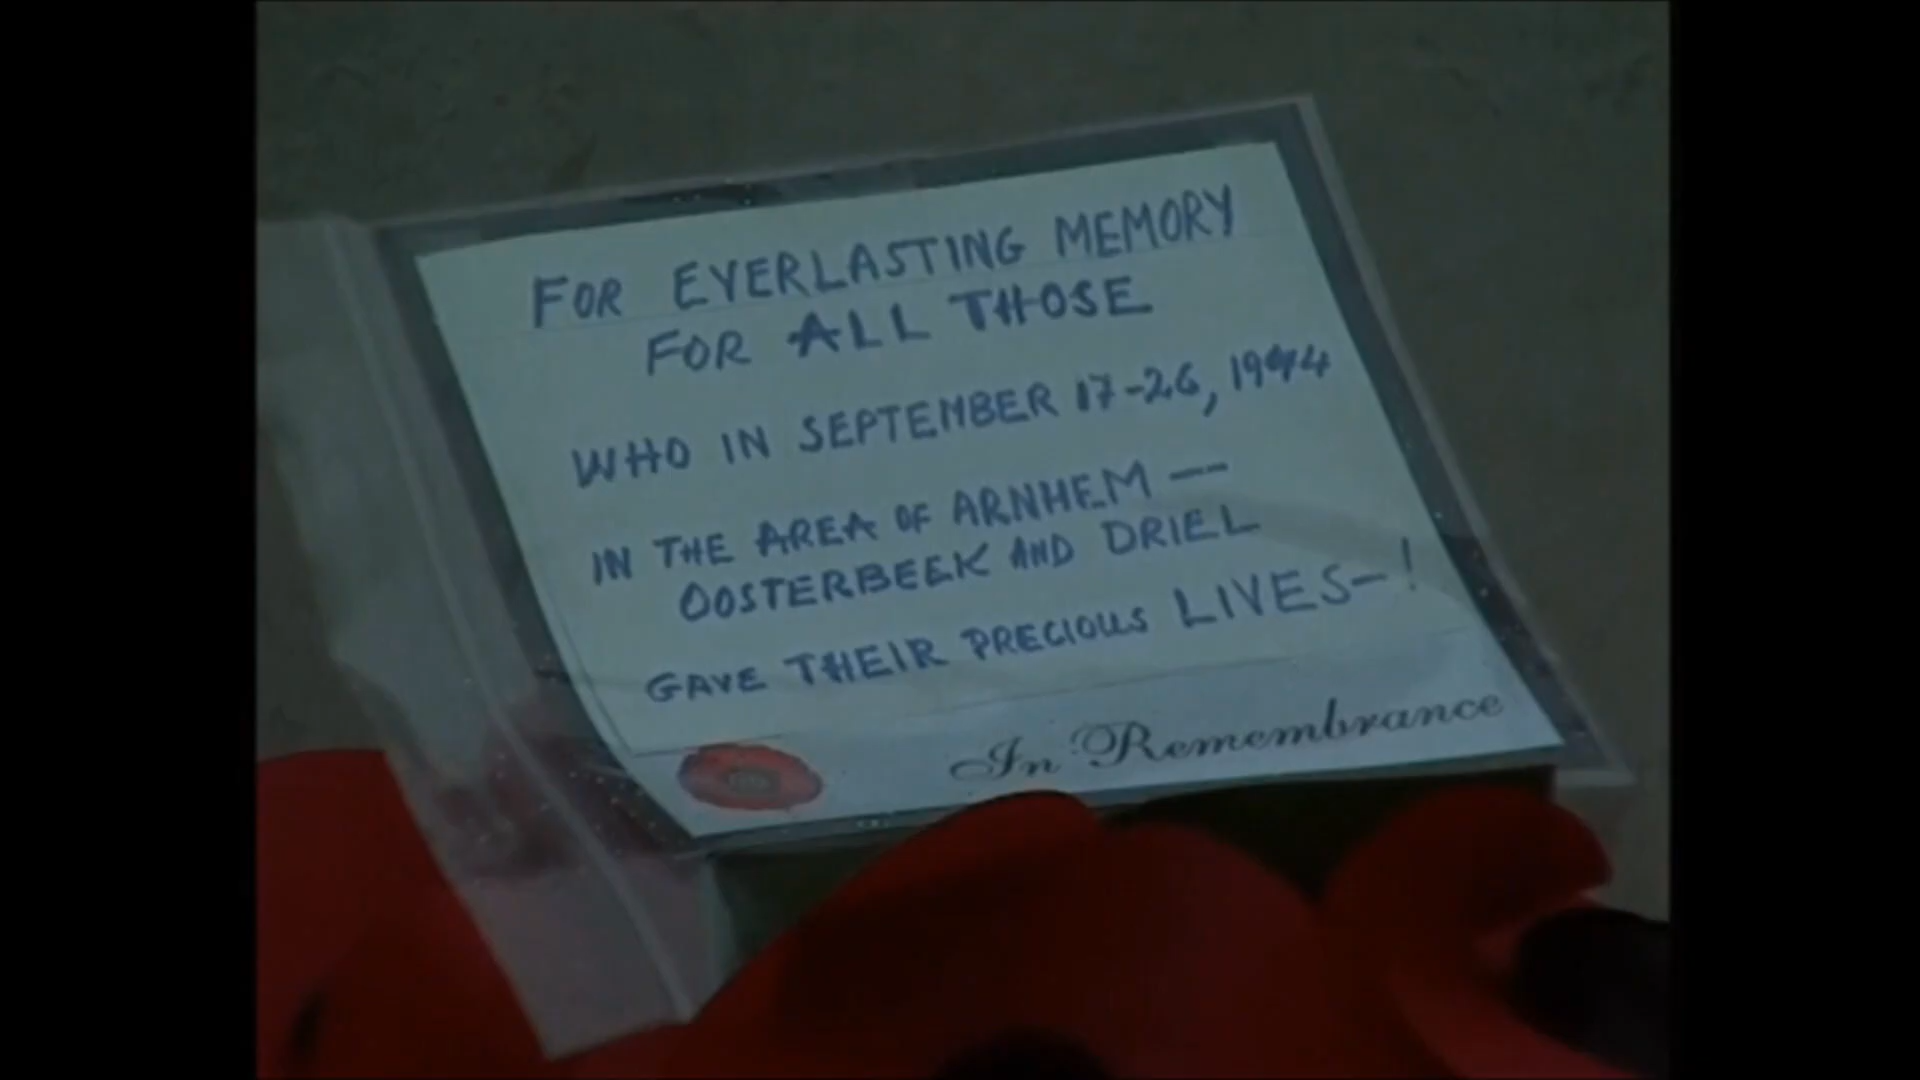 FOR EVERLASTING MEMORY
FOR ALL THOSE
WHO IN SEPTEMBER 17-26, 1944
IN THE AREA OF ARNHEM —
OOSTERBEEK AND DRIEL
GAVE THEIR PRECIOUS LIVES-!
In Remembrance